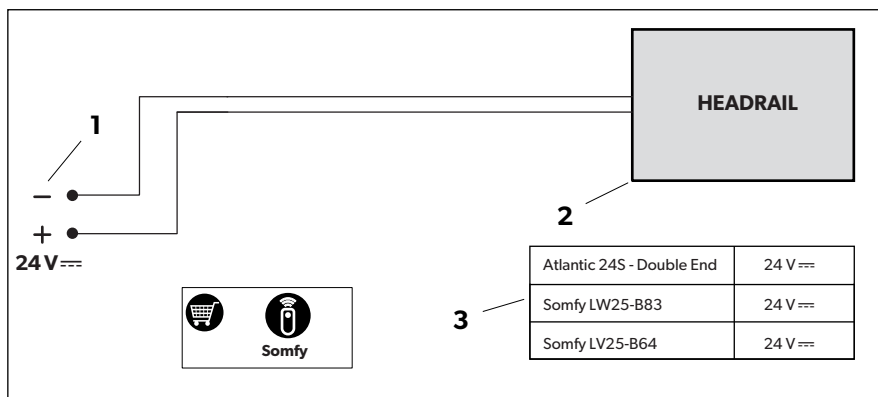 HEADRAIL
1
−
+
24 V ⎓
2
Somfy
3
Atlantic 24S - Double End 24 V ⎓
Somfy LW25-B83 24 V ⎓
Somfy LV25-B64 24 V ⎓